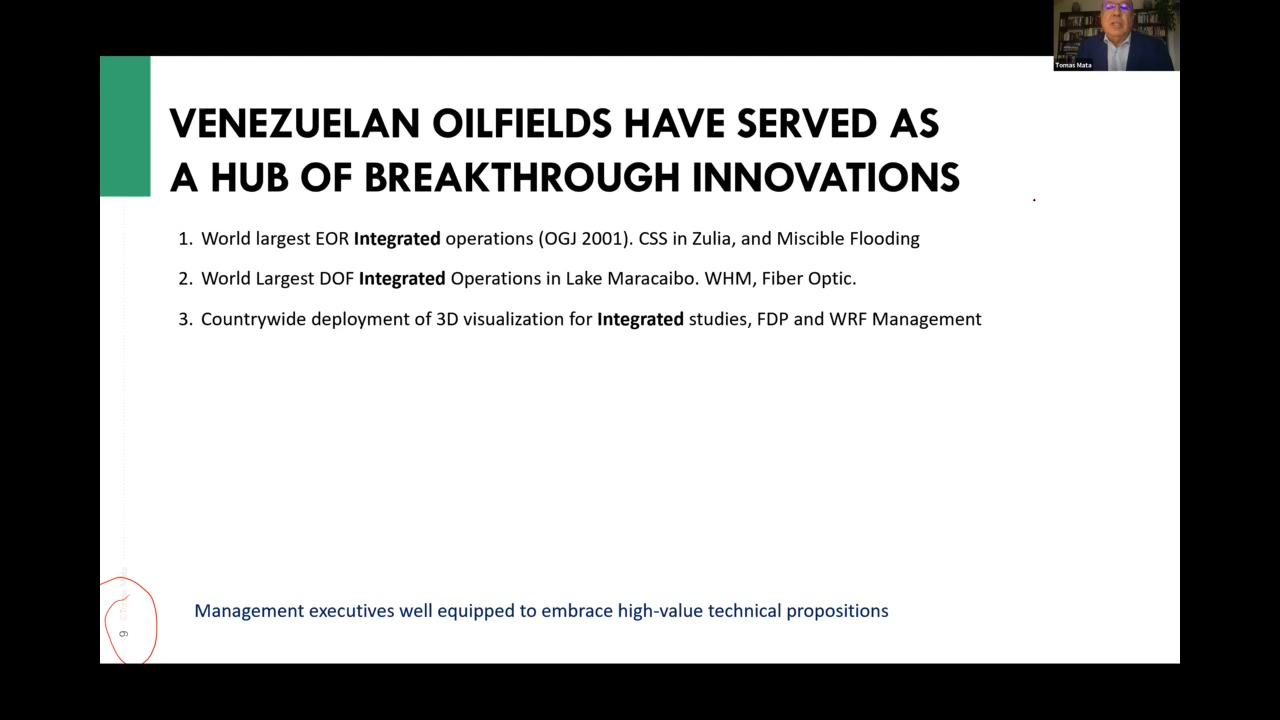 Tomas Mata
VENEZUELAN OILFIELDS HAVE SERVED AS
A HUB OF BREAKTHROUGH INNOVATIONS
1. World largest EOR Integrated operations (OGJ 2001). CSS in Zulia, and Miscible Flooding
2. World Largest DOF Integrated Operations in Lake Maracaibo. WHM, Fiber Optic.
3. Countrywide deployment of 3D visualization for Integrated studies, FDP and WRF Management
Management executives well equipped to embrace high-value technical propositions
©Tomas Mata
9